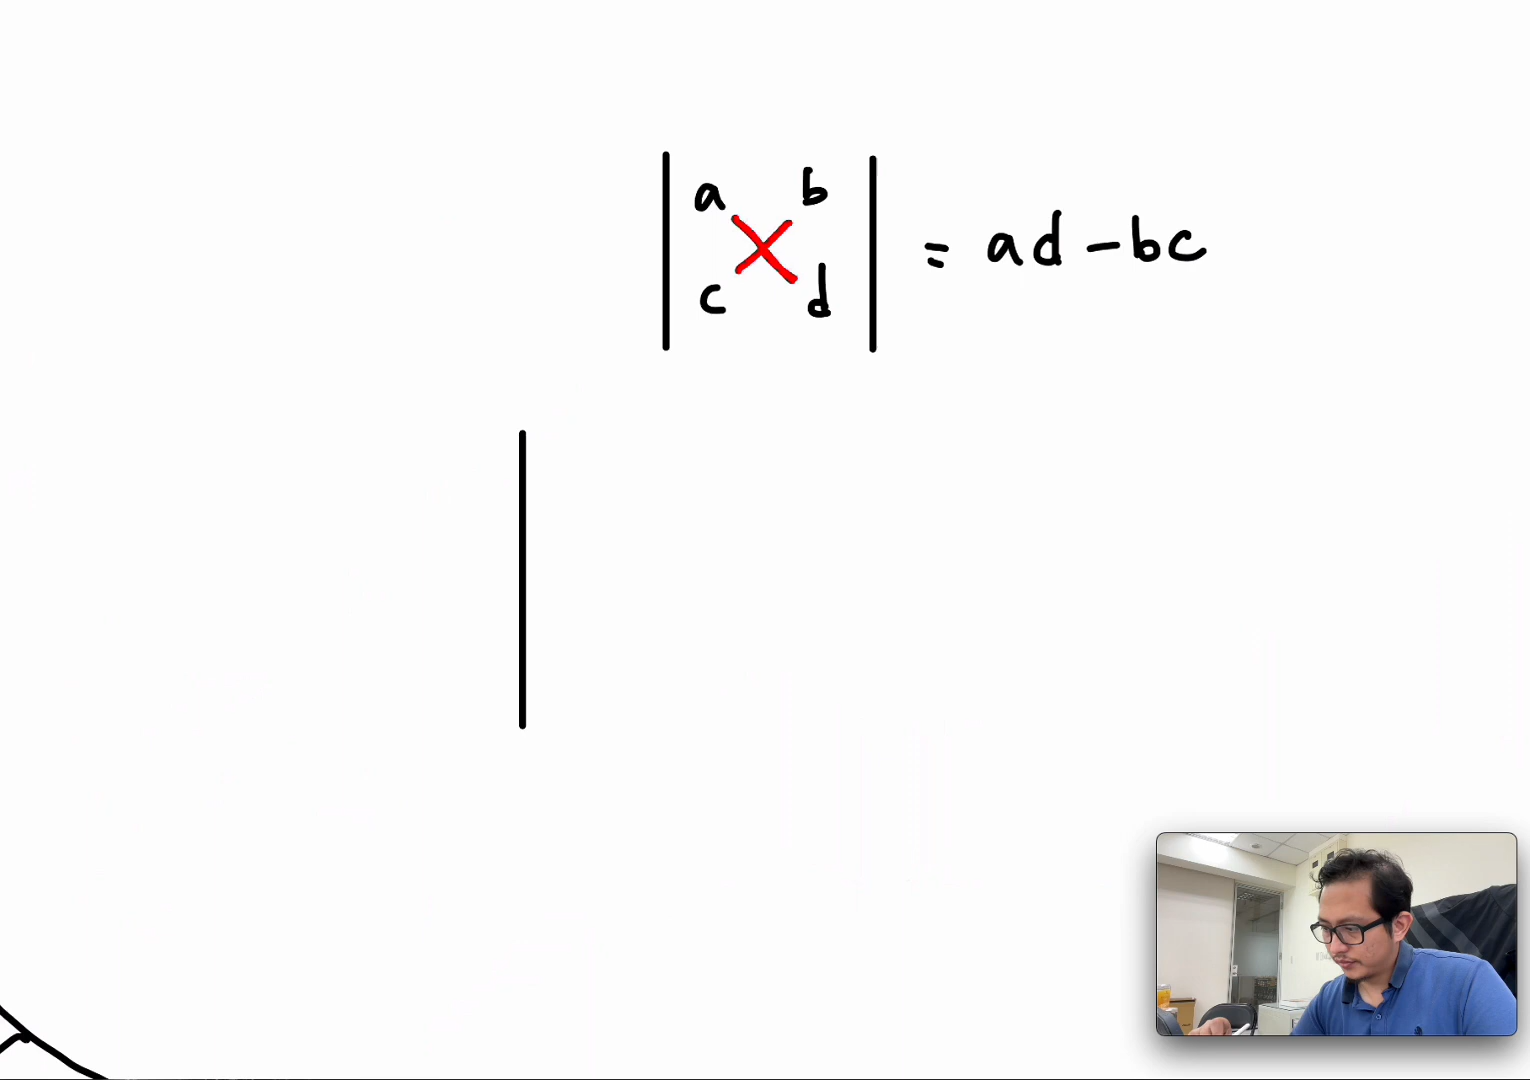 a b
c d
= ad - bc